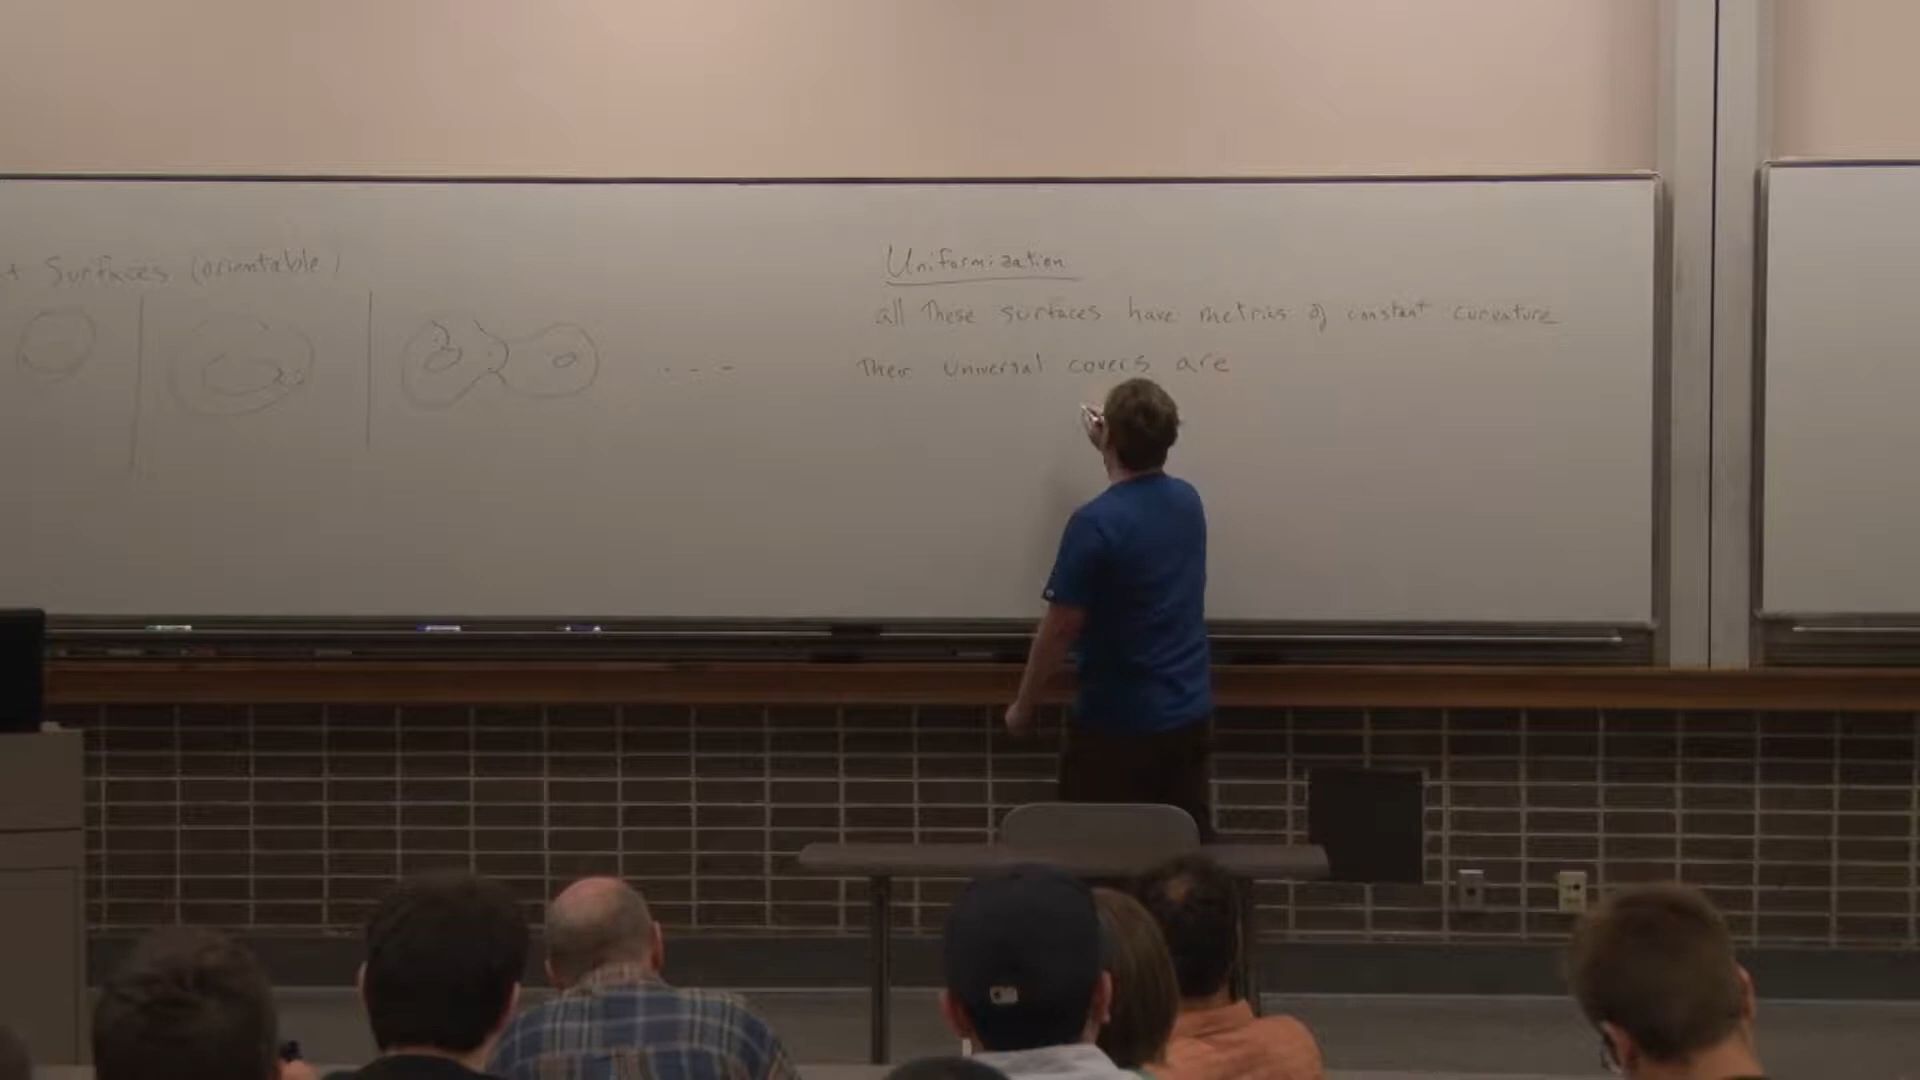 Surfaces (orientable)
Uniformization
all These surfaces have metrics of constant curvature
Their universal covers are